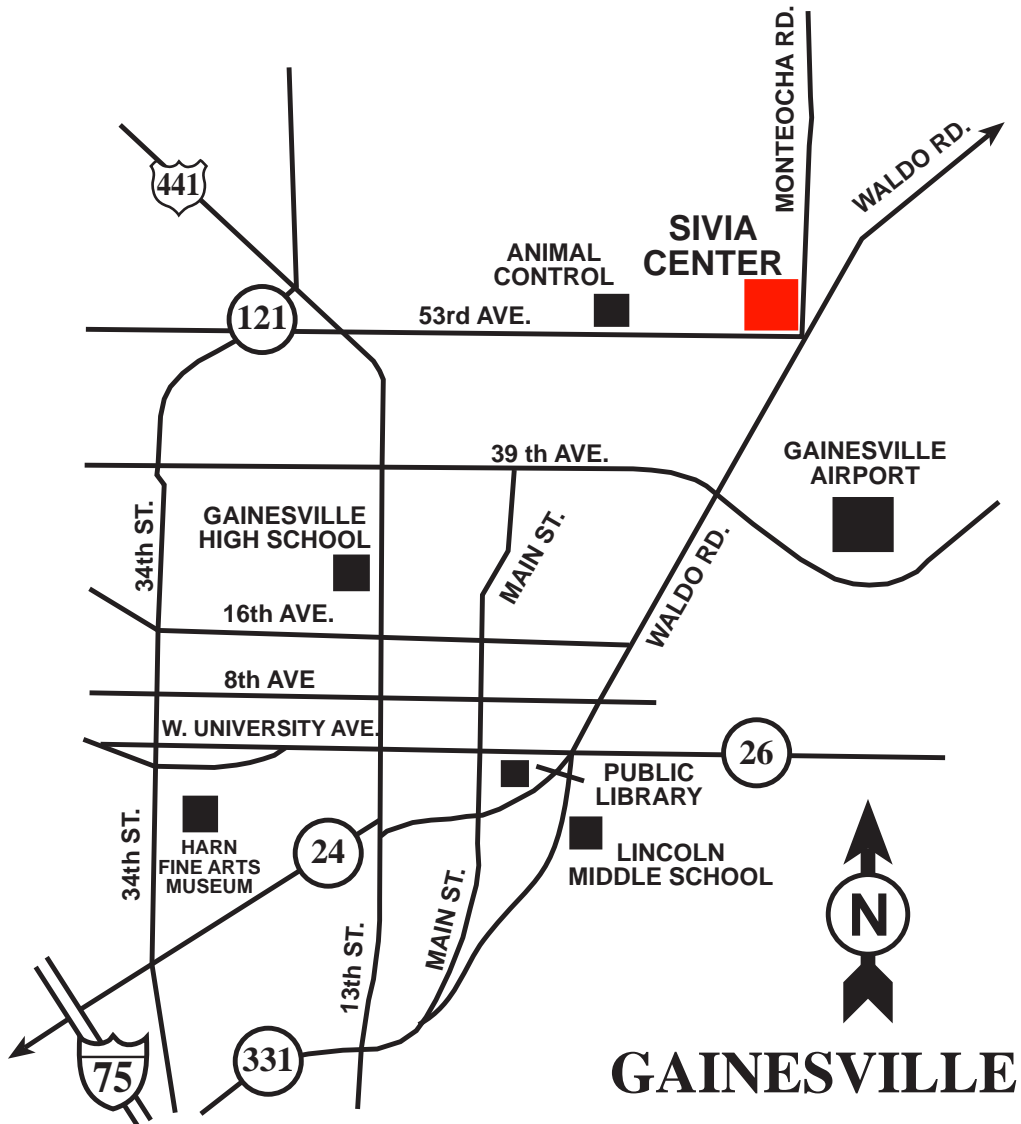 MONTEOCHA RD.
WALDO RD.
441
SIVIA
CENTER
ANIMAL
CONTROL
121
53rd AVE.
39 th AVE.
GAINESVILLE
AIRPORT
34th ST.
GAINESVILLE
HIGH SCHOOL
MAIN ST.
WALDO RD.
16th AVE.
8th AVE
W. UNIVERSITY AVE.
26
PUBLIC
LIBRARY
34th ST.
HARN
FINE ARTS
MUSEUM
24
LINCOLN
MIDDLE SCHOOL
MAIN ST.
13th ST.
N
75
331
GAINESVILLE